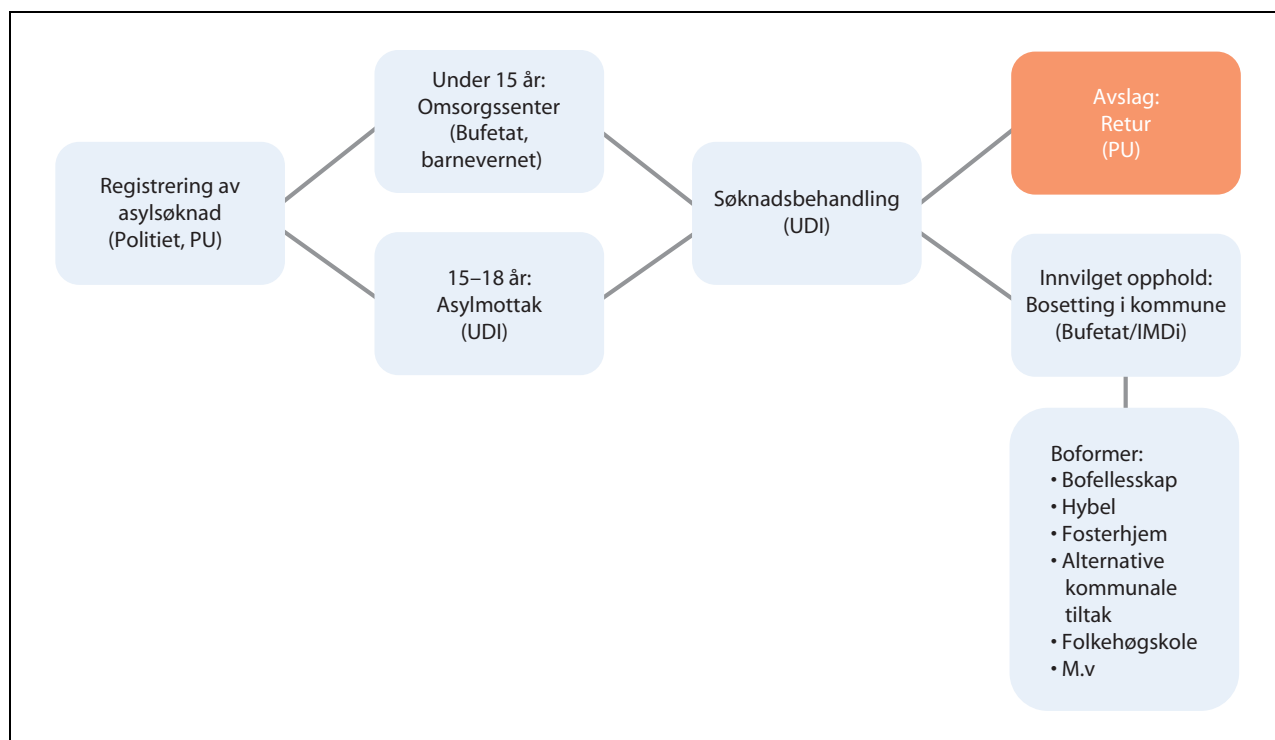 Registrering av
asylsøknad
(Politiet, PU)
Under 15 år:
Omsorgssenter
(Bufetat,
barnevernet)
15–18 år:
Asylmottak
(UDI)
Søknadsbehandling
(UDI)
Avslag:
Retur
(PU)
Innvilget opphold:
Bosetting i kommune
(Bufetat/IMDi)
Boformer:
• Bofellesskap
• Hybel
• Fosterhjem
• Alternative
kommunale
tiltak
• Folkehøgskole
• M.v